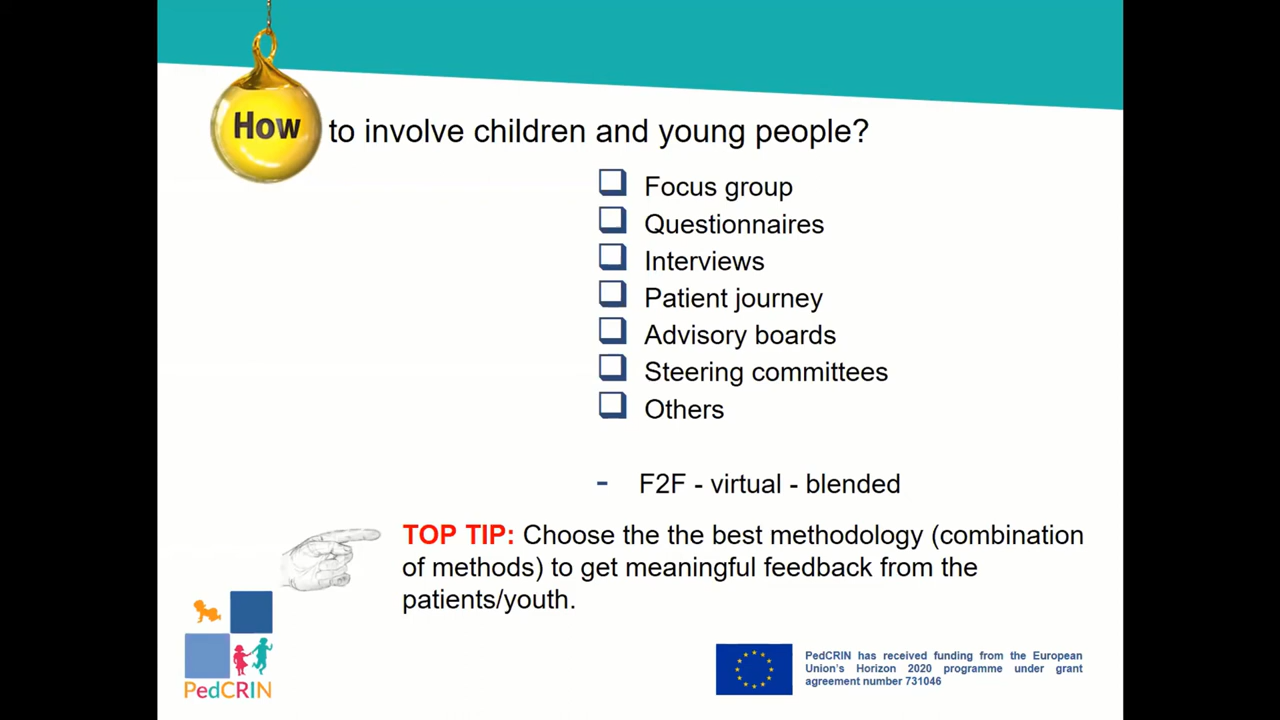 How to involve children and young people?
Focus group
Questionnaires
Interviews
Patient journey
Advisory boards
Steering committees
Others
- F2F - virtual - blended
TOP TIP: Choose the the best methodology (combination
of methods) to get meaningful feedback from the
patients/youth.
PedCRIN
PedCRIN has received funding from the European
Union's Horizon 2020 programme under grant
agreement number 731046